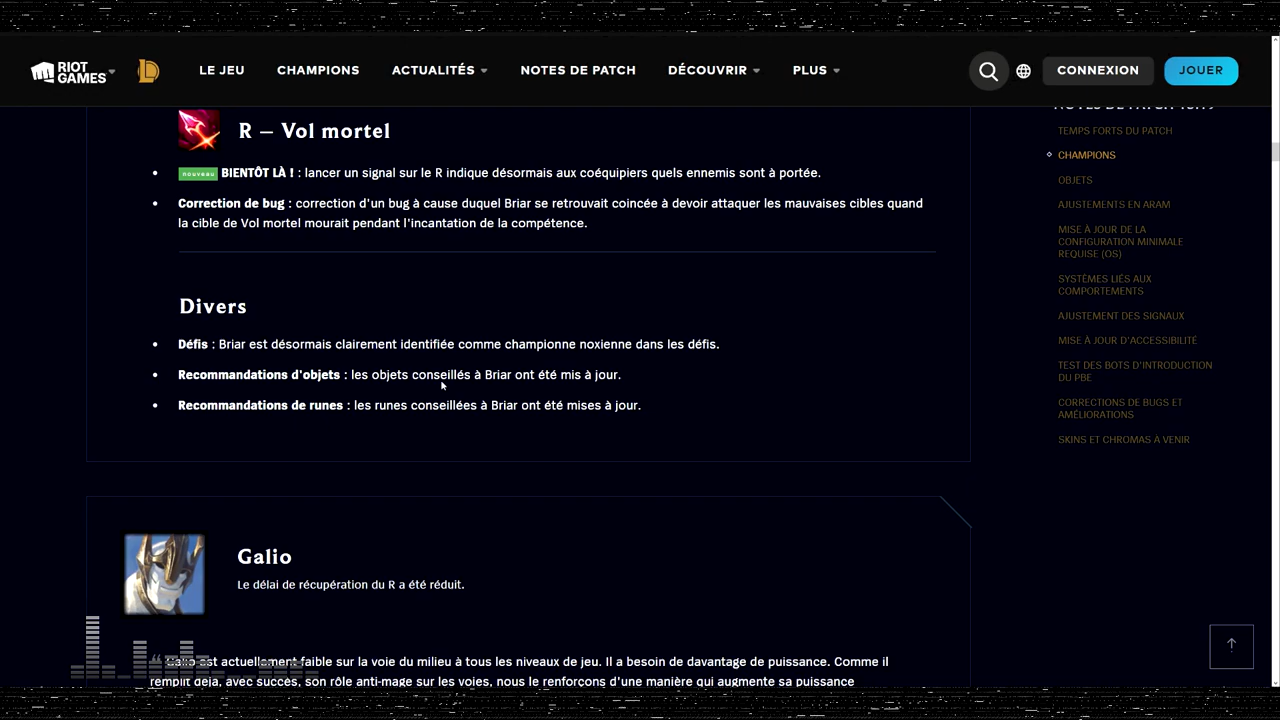 RIOT GAMES
LE JEU
CHAMPIONS
ACTUALITÉS
NOTES DE PATCH
DÉCOUVRIR
PLUS
CONNEXION
JOUER
R – Vol mortel
nouveau BIENTÔT LÀ ! : lancer un signal sur le R indique désormais aux coéquipiers quels ennemis sont à portée.
Correction de bug : correction d'un bug à cause duquel Briar se retrouvait coincée à devoir attaquer les mauvaises cibles quand
la cible de Vol mortel mourait pendant l'incantation de la compétence.
Divers
Défis : Briar est désormais clairement identifiée comme championne noxienne dans les défis.
Recommandations d'objets : les objets conseillés à Briar ont été mis à jour.
Recommandations de runes : les runes conseillées à Briar ont été mises à jour.
Galio
Le délai de récupération du R a été réduit.
Galio est actuellement faible sur la voie du milieu à tous les niveaux de jeu. Il a besoin de davantage de puissance. Comme il
remplit déjà, avec succès, son rôle anti-mage sur les voies, nous le renforçons d'une manière qui augmente sa puissance
TEMPS FORTS DU PATCH
CHAMPIONS
OBJETS
AJUSTEMENTS EN ARAM
MISE À JOUR DE LA
CONFIGURATION MINIMALE
REQUISE (OS)
SYSTÈMES LIÉS AUX
COMPORTEMENTS
AJUSTEMENT DES SIGNAUX
MISE À JOUR D'ACCESSIBILITÉ
TEST DES BOTS D'INTRODUCTION
DU PBE
CORRECTIONS DE BUGS ET
AMÉLIORATIONS
SKINS ET CHROMAS À VENIR